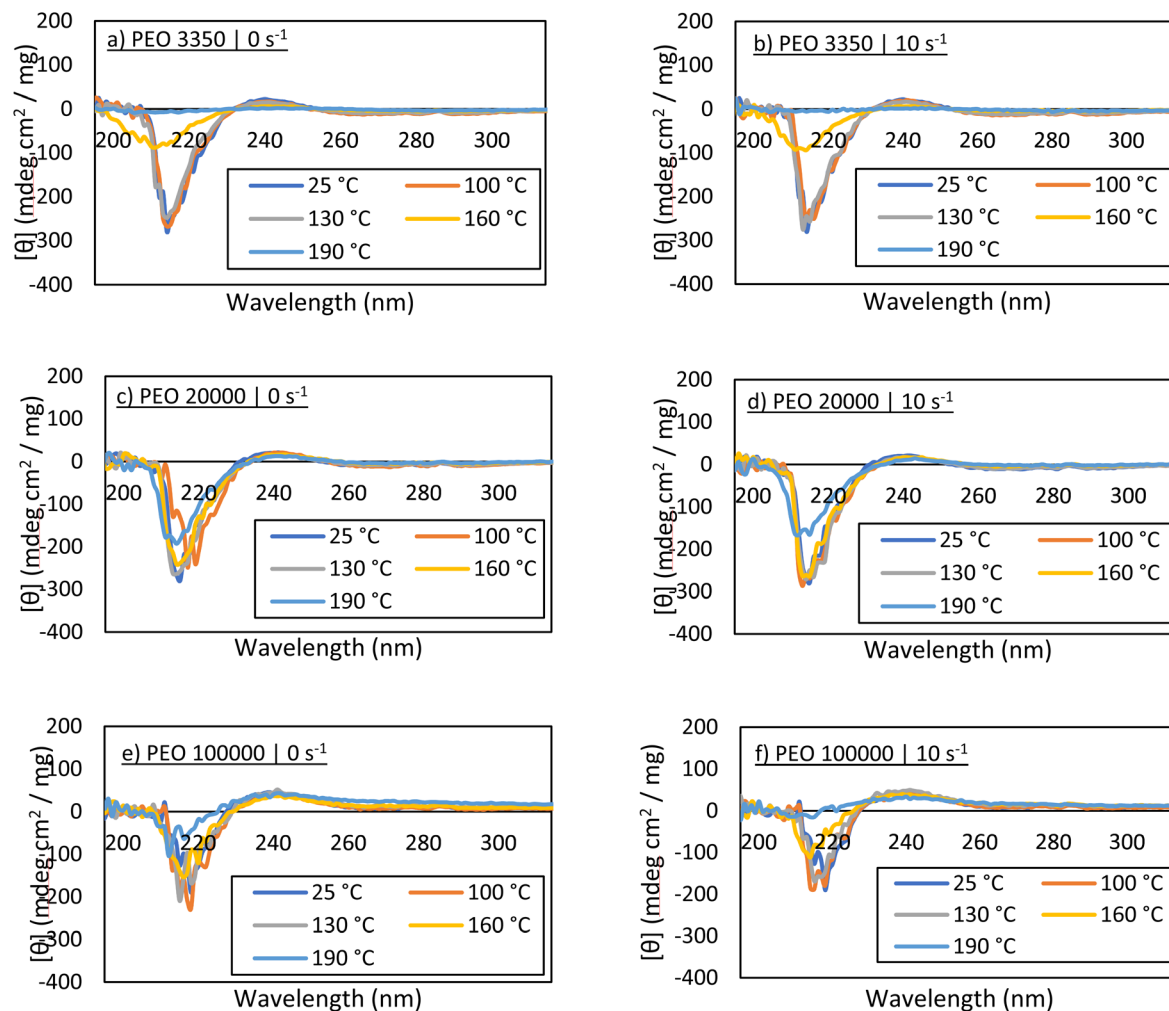 a) PEO 3350 | 0 s⁻¹
[θ] (mdeg cm² / mg)
200
100
0
-100
-200
-300
-400
200 220 240 260 280 300
25 °C 100 °C
130 °C 160 °C
190 °C
Wavelength (nm)
b) PEO 3350 | 10 s⁻¹
[θ] (mdeg cm² / mg)
200
100
0
-100
-200
-300
-400
200 220 240 260 280 300
25 °C 100 °C
130 °C 160 °C
190 °C
Wavelength (nm)
c) PEO 20000 | 0 s⁻¹
[θ] (mdeg cm² / mg)
200
100
0
-100
-200
-300
-400
200 220 240 260 280 300
25 °C 100 °C
130 °C 160 °C
190 °C
Wavelength (nm)
d) PEO 20000 | 10 s⁻¹
[θ] (mdeg cm² / mg)
200
100
0
-100
-200
-300
-400
200 220 240 260 280 300
25 °C 100 °C
130 °C 160 °C
190 °C
Wavelength (nm)
e) PEO 100000 | 0 s⁻¹
[θ] (mdeg cm² / mg)
200
100
0
-100
-200
-300
-400
200 220 240 260 280 300
25 °C 100 °C
130 °C 160 °C
190 °C
Wavelength (nm)
f) PEO 100000 | 10 s⁻¹
[θ] (mdeg cm² / mg)
200
100
0
-100
-200
-300
-400
200 220 240 260 280 300
25 °C 100 °C
130 °C 160 °C
190 °C
Wavelength (nm)